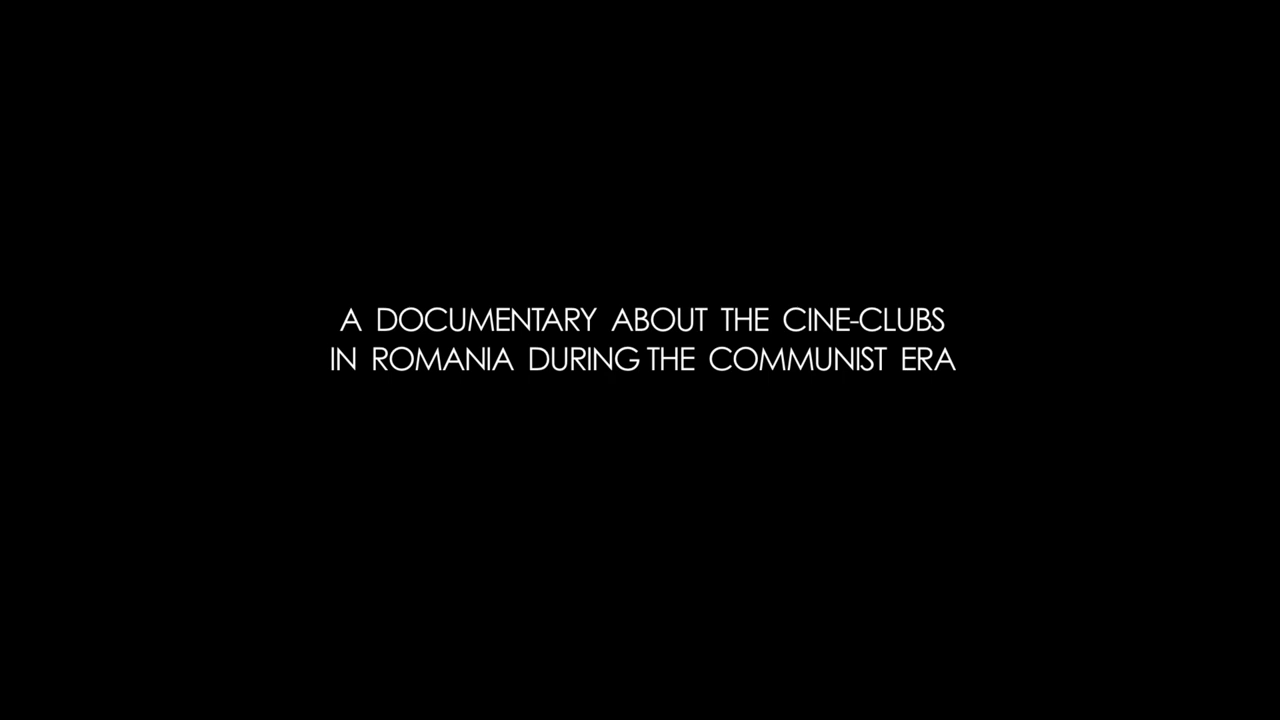 A DOCUMENTARY ABOUT THE CINE-CLUBS
IN ROMANIA DURING THE COMMUNIST ERA